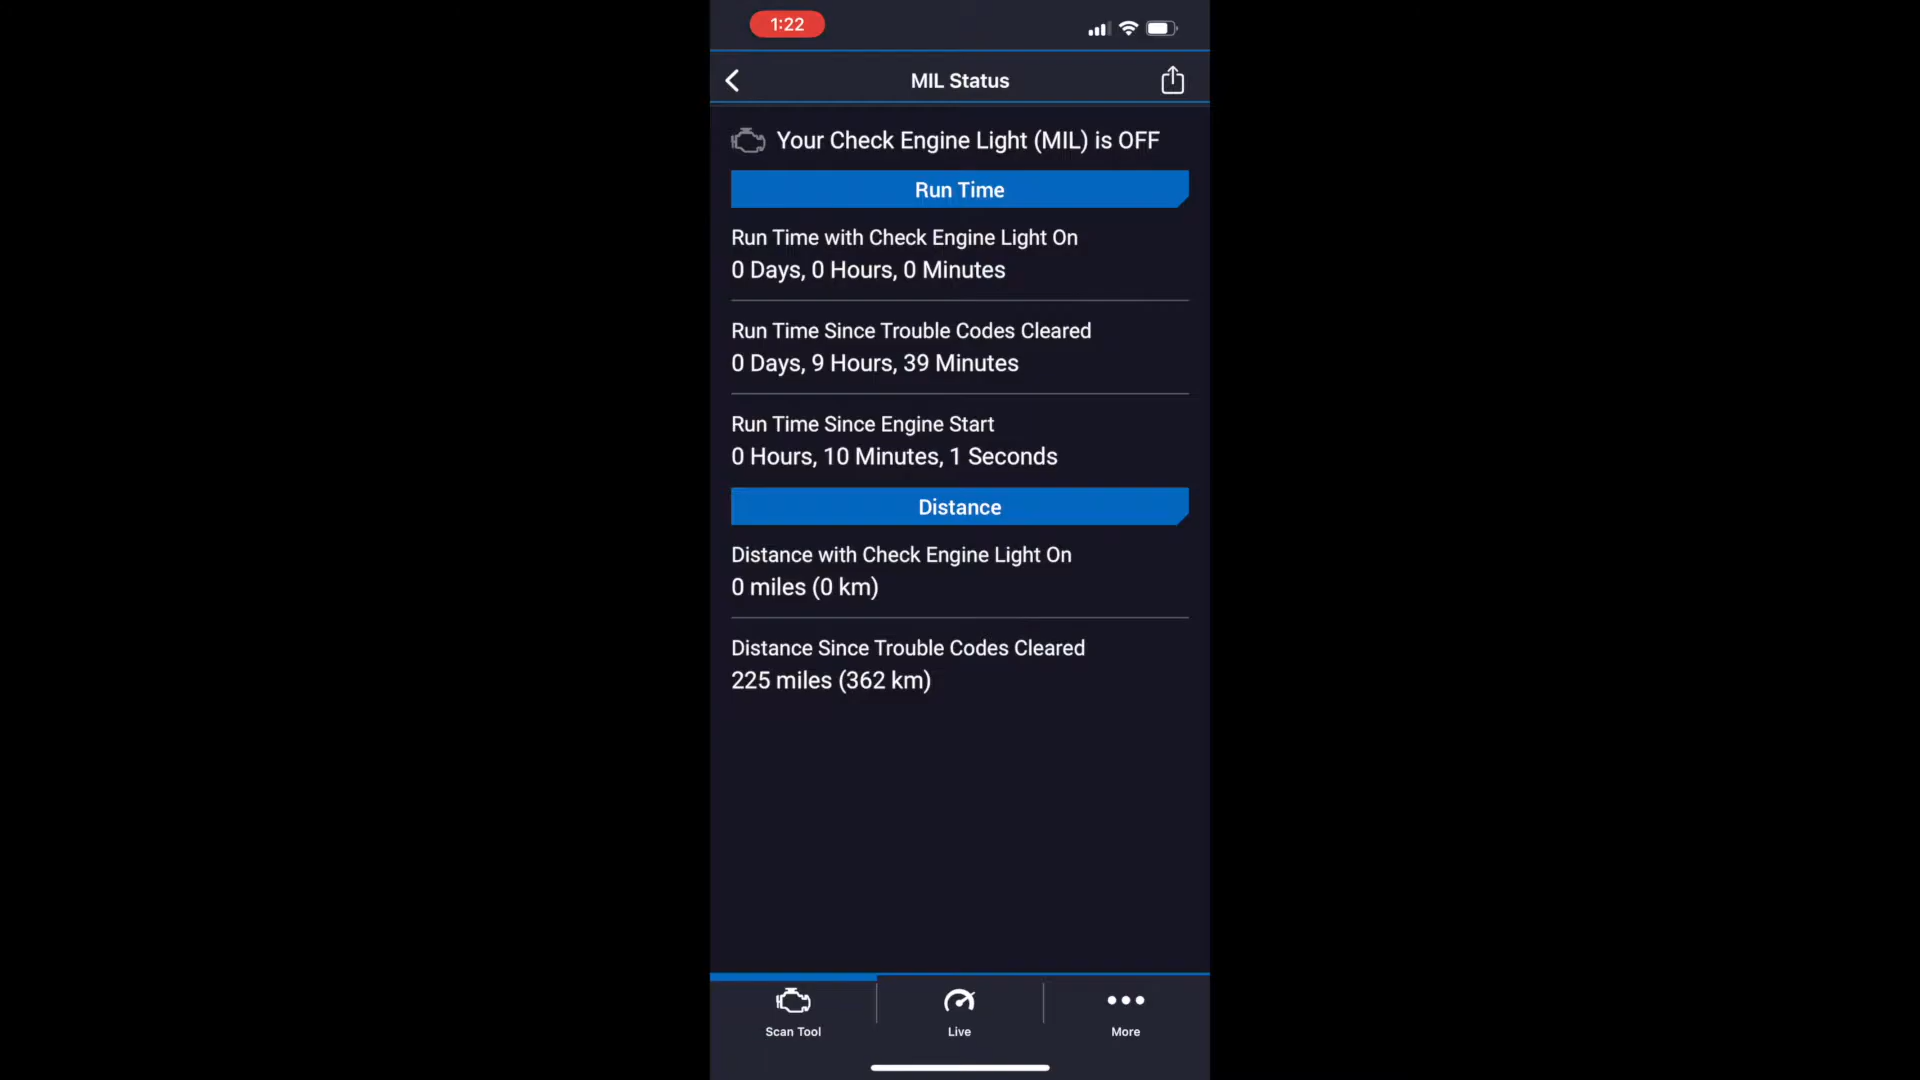 1:22
MIL Status
Your Check Engine Light (MIL) is OFF
Run Time
Run Time with Check Engine Light On
0 Days, 0 Hours, 0 Minutes
Run Time Since Trouble Codes Cleared
0 Days, 9 Hours, 39 Minutes
Run Time Since Engine Start
0 Hours, 10 Minutes, 1 Seconds
Distance
Distance with Check Engine Light On
0 miles (0 km)
Distance Since Trouble Codes Cleared
225 miles (362 km)
Scan Tool
Live
More